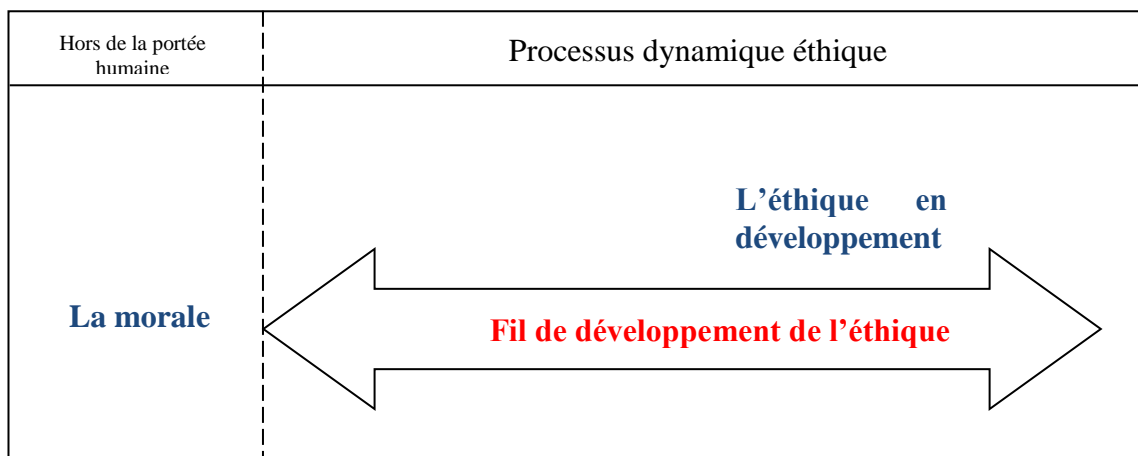 Hors de la portée
humaine
Processus dynamique éthique
L’éthique en
développement
La morale
Fil de développement de l’éthique